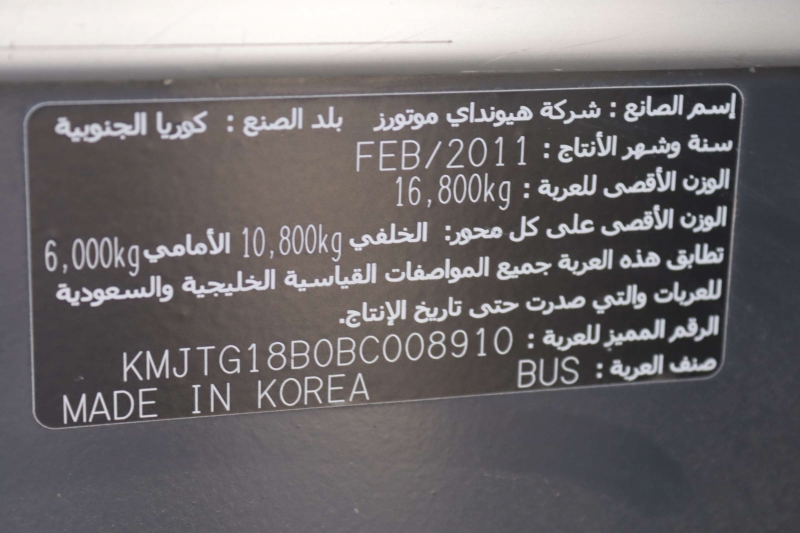 إسم الصانع : شركة هيونداي موتورز بلد الصنع : كوريا الجنوبية
سنة وشهر الأنتاج : FEB/2011
الوزن الأقصى للعربة : 16,800kg
الوزن الأقصى على كل محور: الخلفي 10,800kg الأمامي 6,000kg
تطابق هذه العربة جميع المواصفات القياسية الخليجية والسعودية
للعربات والتي صدرت حتى تاريخ الإنتاج.
الرقم المميز للعربة : KMJTG18B0BC008910
صنف العربة : BUS
MADE IN KOREA